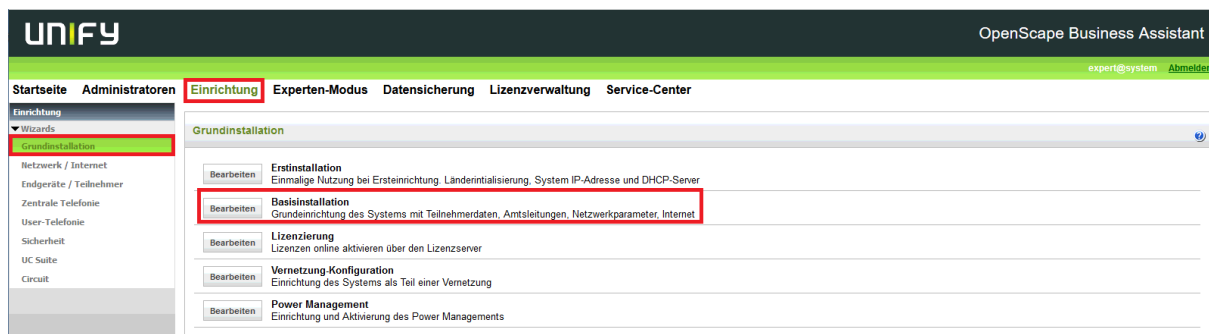 UNIFY
OpenScape Business Assistant
expert@system Abmelden
Startseite Administratoren Einrichtung Experten-Modus Datensicherung Lizenzverwaltung Service-Center
Einrichtung
Wizards
Grundinstallation
Netzwerk / Internet
Endgeräte / Teilnehmer
Zentrale Telefonie
User-Telefonie
Sicherheit
UC Suite
Circuit
Grundinstallation
Bearbeiten
Erstinstallation
Einmalige Nutzung bei Ersteinrichtung. Länderintialisierung, System IP-Adresse und DHCP-Server
Bearbeiten
Basisinstallation
Grundeinrichtung des Systems mit Teilnehmerdaten, Amtsleitungen, Netzwerkparameter, Internet
Bearbeiten
Lizenzierung
Lizenzen online aktivieren über den Lizenzserver
Bearbeiten
Vernetzung-Konfiguration
Einrichtung des Systems als Teil einer Vernetzung
Bearbeiten
Power Management
Einrichtung und Aktivierung des Power Managements